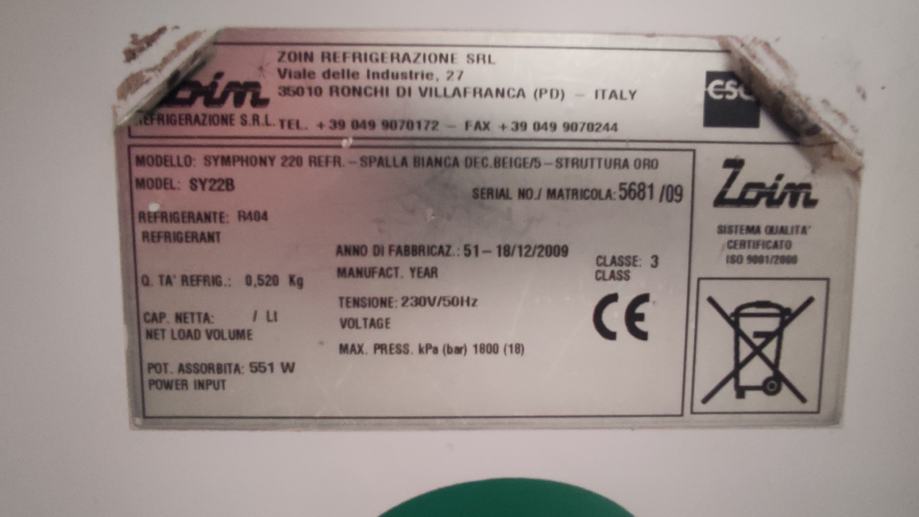 ZOIN REFRIGERAZIONE SRL
Viale delle Industrie, 27
Zoin 35010 RONCHI DI VILLAFRANCA (PD) – ITALY
REFRIGERAZIONE S.R.L. TEL. +39 049 9070172 – FAX +39 049 9070244
MODELLO: SYMPHONY 220 REFR. – SPALLA BIANCA DEC.BEIGE/5 – STRUTTURA ORO
MODEL: SY22B
SERIAL NO./ MATRICOLA: 5681 /09
REFRIGERANTE: R404
REFRIGERANT
ANNO DI FABBRICAZ.: 51 – 18/12/2009
MANUFACT. YEAR
CLASSE: 3
CLASS
Q. TA' REFRIG.: 0,520 Kg
TENSIONE: 230V/50Hz
VOLTAGE
CAP. NETTA: / Lt
NET LOAD VOLUME
CE
MAX. PRESS. kPa (bar) 1800 (18)
POT. ASSORBITA: 551 W
POWER INPUT
Zoin
SISTEMA QUALITA'
CERTIFICATO
ISO 9001/2000